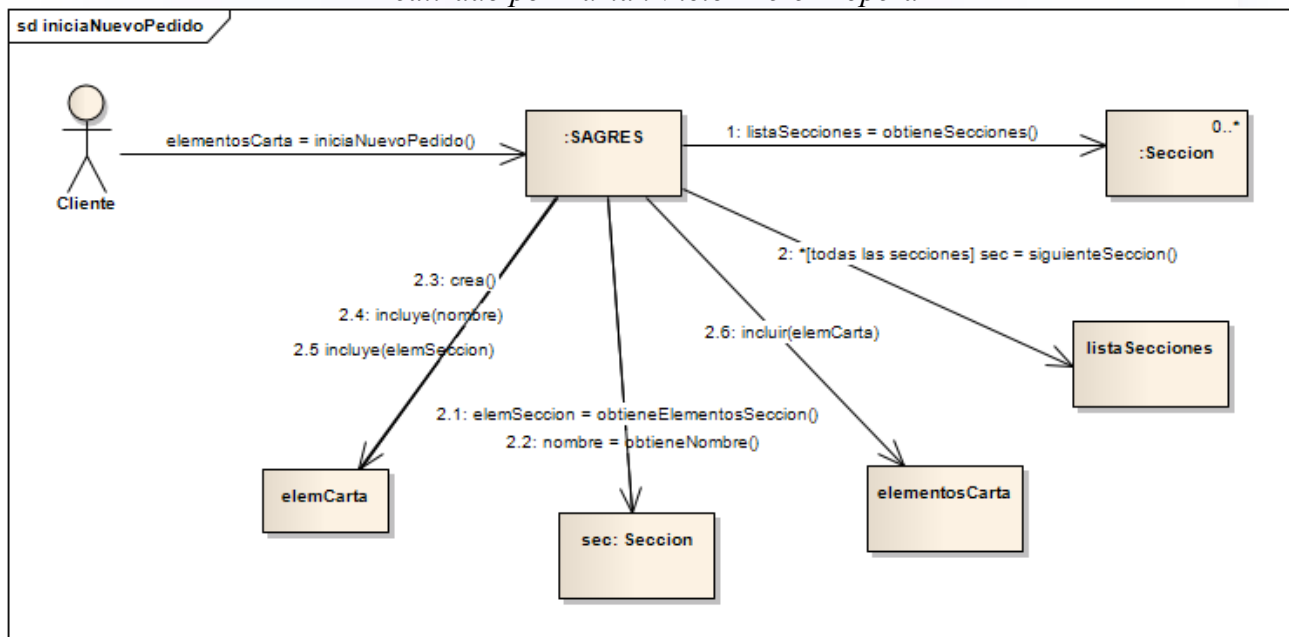 sd iniciaNuevoPedido
Cliente
elementosCarta = iniciaNuevoPedido()
:SAGRES
1: listaSecciones = obtieneSecciones()
0..*
:Seccion
2: *[todas las secciones] sec = siguienteSeccion()
listaSecciones
2.3: crea()
2.4: incluye(nombre)
2.5 incluye(elemSeccion)
2.6: incluir(elemCarta)
2.1: elemSeccion = obtieneElementosSeccion()
2.2: nombre = obtieneNombre()
elemCarta
sec: Seccion
elementosCarta